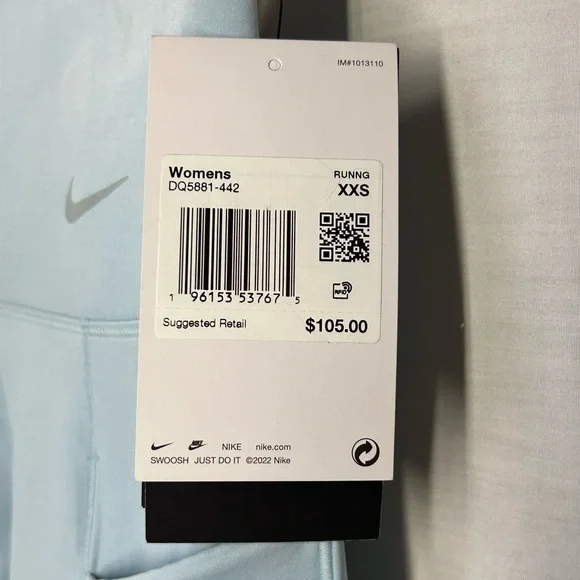 IM#1013110
Womens RUNNG
DQ5881-442 XXS
1 96153 53767 5
RFID
Suggested Retail $105.00
NIKE NIKE nike.com
SWOOSH JUST DO IT ©2022 Nike